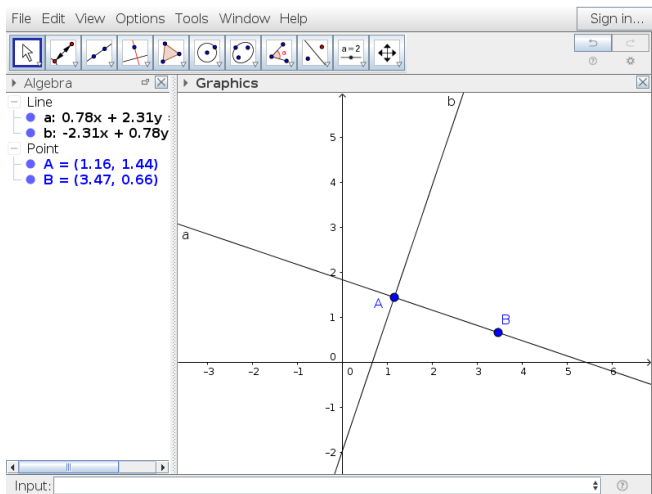 File Edit View Options Tools Window Help Sign in...
a=2
Algebra
Graphics
Line
a: 0.78x + 2.31y
b: -2.31x + 0.78y
Point
A = (1.16, 1.44)
B = (3.47, 0.66)
b
5
4
3
a
2
A
B
1
0
-3 -2 -1 0 1 2 3 4 5 6
-1
-2
Input: